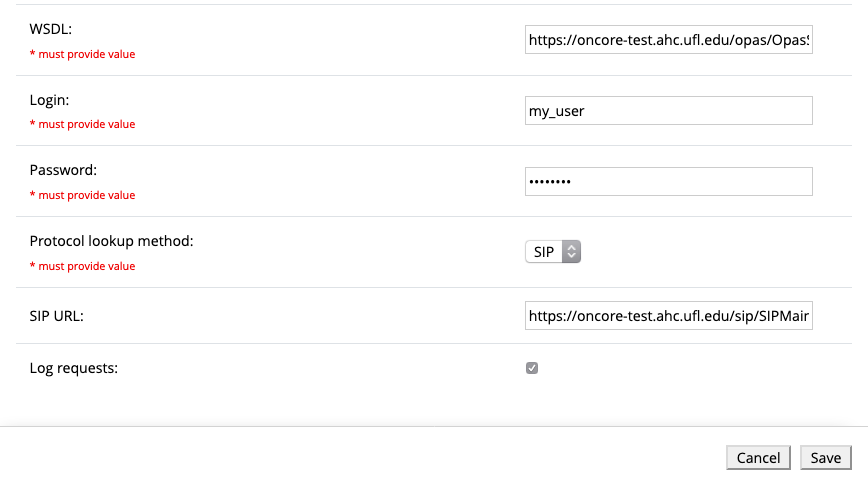 WSDL:
* must provide value
https://oncore-test.ahc.ufl.edu/opas/Opas
Login:
* must provide value
my_user
Password:
* must provide value
••••••••
Protocol lookup method:
* must provide value
SIP
SIP URL:
https://oncore-test.ahc.ufl.edu/sip/SIPMai
Log requests:
Cancel Save